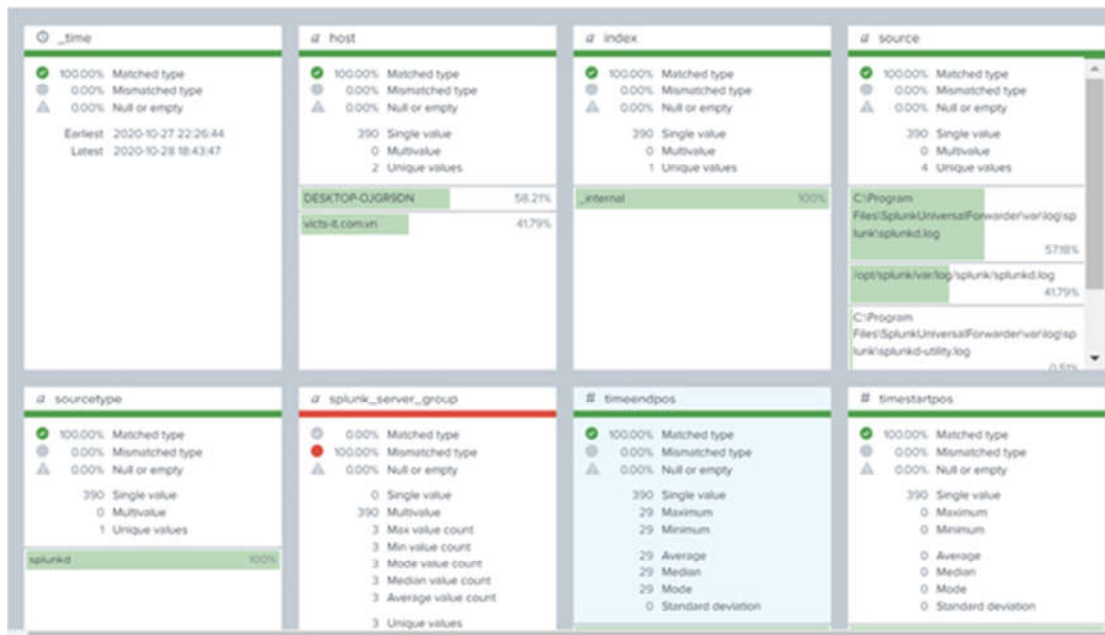 _time
100.00% Matched type
0.00% Mismatched type
0.00% Null or empty
Earliest 2020-10-27 22:26:44
Latest 2020-10-28 18:43:47
a host
100.00% Matched type
0.00% Mismatched type
0.00% Null or empty
390 Single value
0 Multivalue
2 Unique values
DESKTOP-OJGR9DN 58.21%
victs-it.com.vn 41.79%
a index
100.00% Matched type
0.00% Mismatched type
0.00% Null or empty
390 Single value
0 Multivalue
1 Unique values
_internal 100%
a source
100.00% Matched type
0.00% Mismatched type
0.00% Null or empty
390 Single value
0 Multivalue
4 Unique values
C:\Program
Files\SplunkUniversalForwarder\var\log\sp
lunk\splunkd.log
57.18%
/opt/splunk/var/log/splunk/splunkd.log
41.79%
C:\Program
Files\SplunkUniversalForwarder\var\log\sp
lunk\splunkd-utility.log
0.51%
a sourcetype
100.00% Matched type
0.00% Mismatched type
0.00% Null or empty
390 Single value
0 Multivalue
1 Unique values
splunkd 100%
a splunk_server_group
0.00% Matched type
100.00% Mismatched type
0.00% Null or empty
0 Single value
390 Multivalue
3 Max value count
3 Min value count
3 Mode value count
3 Median value count
3 Average value count
3 Unique values
# timeendpos
100.00% Matched type
0.00% Mismatched type
0.00% Null or empty
390 Single value
29 Maximum
29 Minimum
29 Average
29 Median
29 Mode
0 Standard deviation
# timestartpos
100.00% Matched type
0.00% Mismatched type
0.00% Null or empty
390 Single value
0 Maximum
0 Minimum
0 Average
0 Median
0 Mode
0 Standard deviation